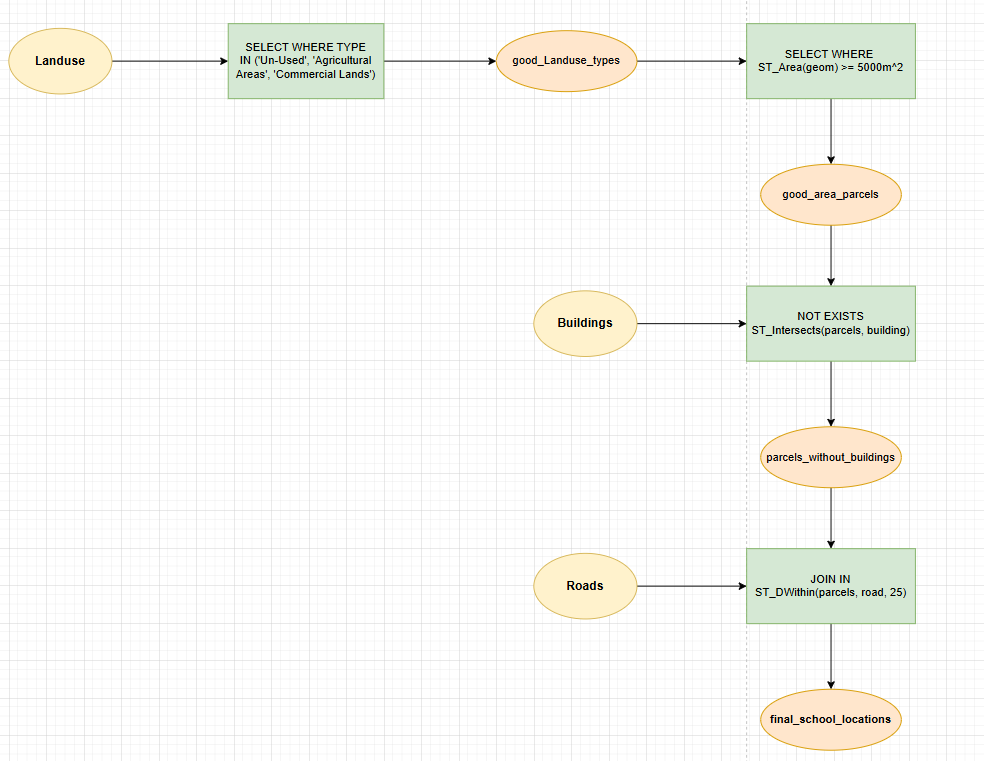 Landuse
SELECT WHERE TYPE
IN ('Un-Used', 'Agricultural
Areas', 'Commercial Lands')
good_Landuse_types
SELECT WHERE
ST_Area(geom) >= 5000m^2
good_area_parcels
Buildings
NOT EXISTS
ST_Intersects(parcels, building)
parcels_without_buildings
Roads
JOIN IN
ST_DWithin(parcels, road, 25)
final_school_locations